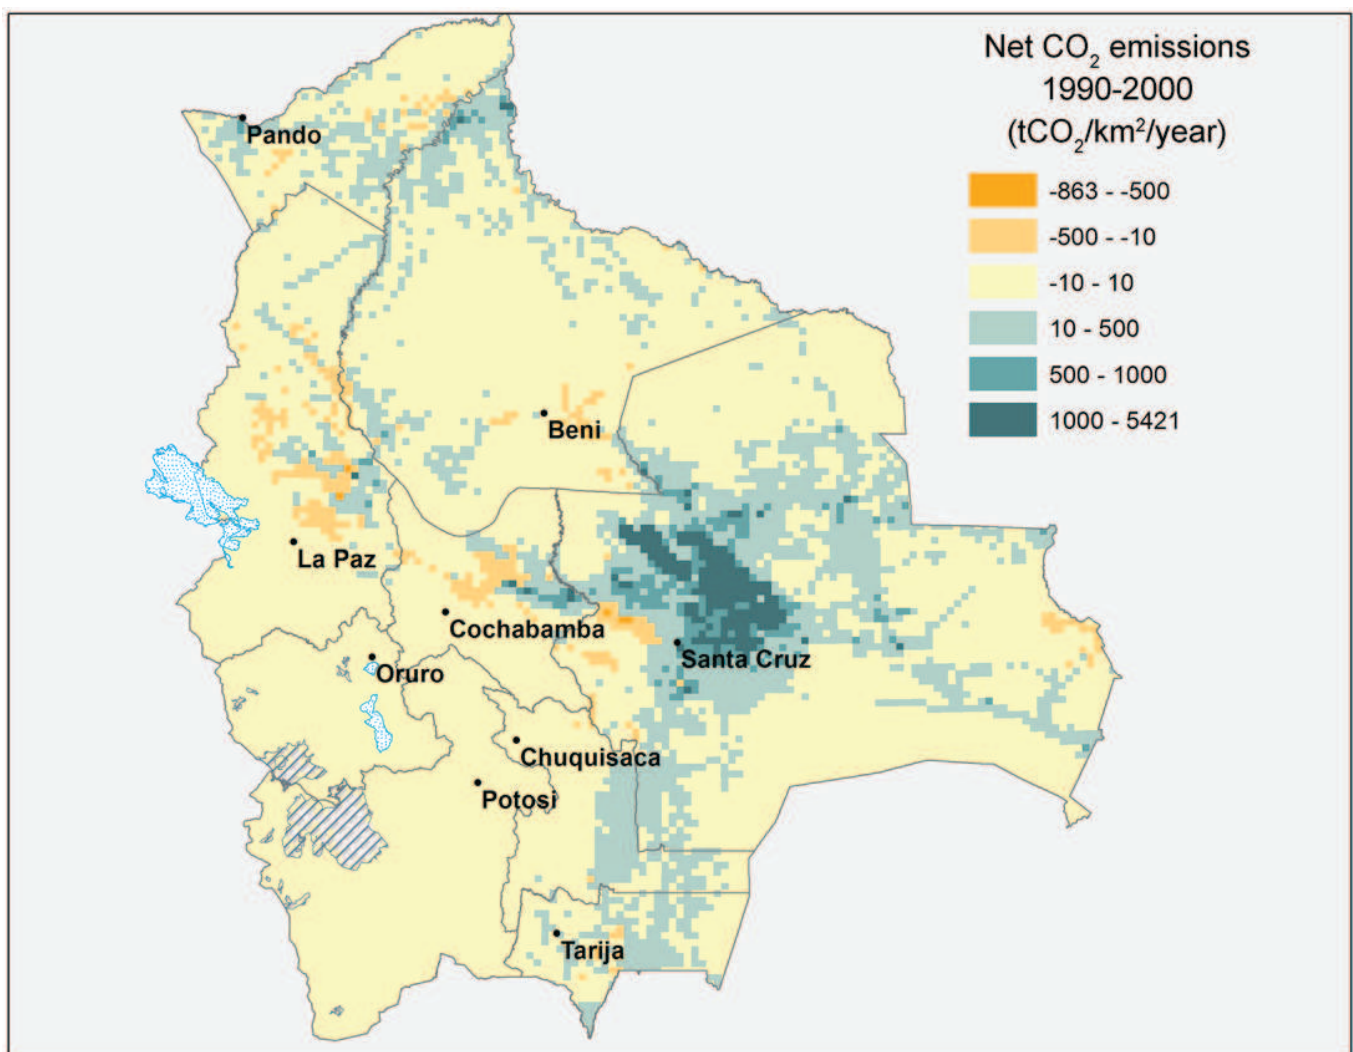 Net CO₂ emissions
1990-2000
(tCO₂/km²/year)
-863 - -500
-500 - -10
-10 - 10
10 - 500
500 - 1000
1000 - 5421
Pando
Beni
La Paz
Cochabamba
Santa Cruz
Oruro
Chuquisaca
Potosi
Tarija